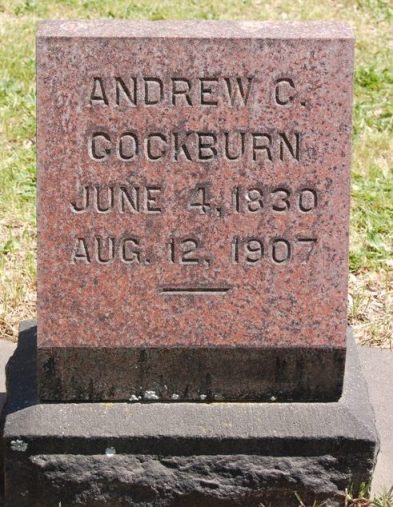 ANDREW C.
COCKBURN
JUNE 4, 1830
AUG. 12, 1907